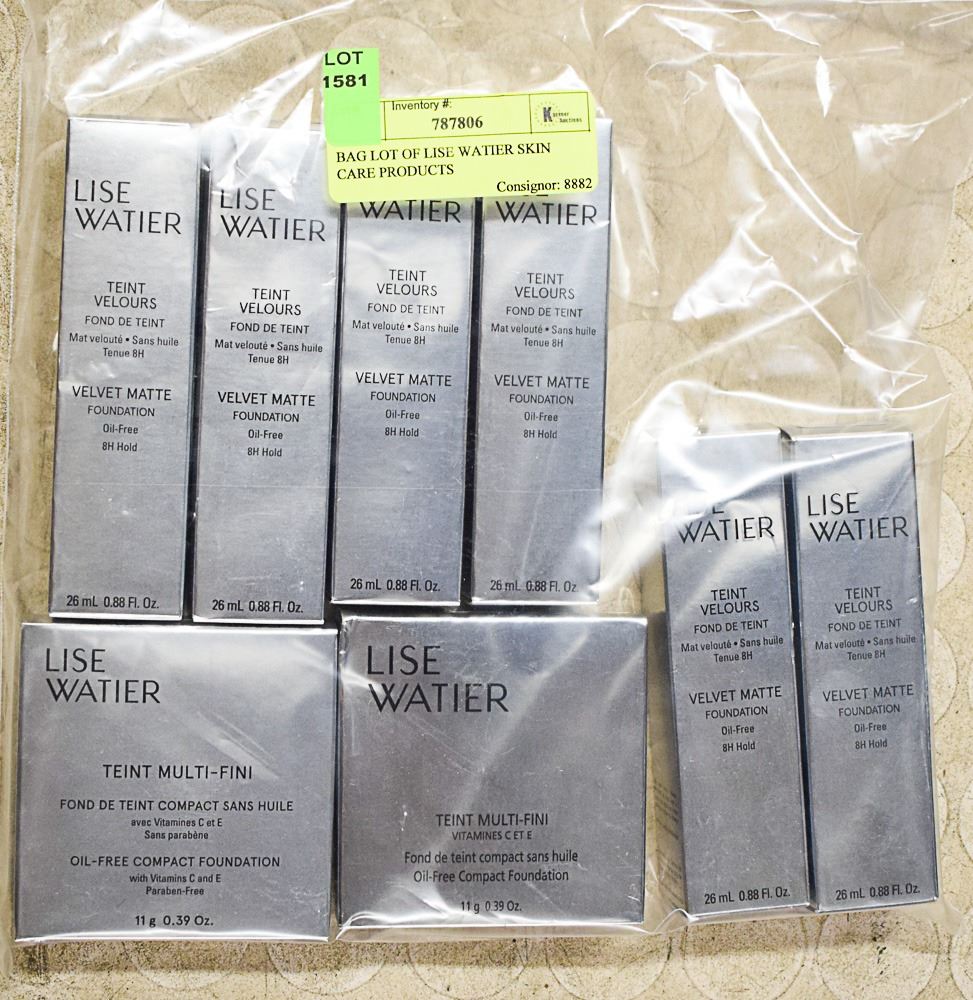 LOT
1581
Inventory #:
787806
Kastner
Auctions
BAG LOT OF LISE WATIER SKIN
CARE PRODUCTS
Consignor: 8882
LISE
WATIER
TEINT
VELOURS
FOND DE TEINT
Mat velouté • Sans huile
Tenue 8H
VELVET MATTE
FOUNDATION
Oil-Free
8H Hold
26 mL 0.88 Fl. Oz.
LISE
WATIER
TEINT
VELOURS
FOND DE TEINT
Mat velouté • Sans huile
Tenue 8H
VELVET MATTE
FOUNDATION
Oil-Free
8H Hold
26 mL 0.88 Fl. Oz.
WATIER
TEINT
VELOURS
FOND DE TEINT
Mat velouté • Sans huile
Tenue 8H
VELVET MATTE
FOUNDATION
Oil-Free
8H Hold
26 mL 0.88 Fl. Oz.
WATIER
TEINT
VELOURS
FOND DE TEINT
Mat velouté • Sans huile
Tenue 8H
VELVET MATTE
FOUNDATION
Oil-Free
8H Hold
26 mL 0.88 Fl. Oz.
LISE
WATIER
TEINT
VELOURS
FOND DE TEINT
Mat velouté • Sans huile
Tenue 8H
VELVET MATTE
FOUNDATION
Oil-Free
8H Hold
26 mL 0.88 Fl. Oz.
LISE
WATIER
TEINT
VELOURS
FOND DE TEINT
Mat velouté • Sans huile
Tenue 8H
VELVET MATTE
FOUNDATION
Oil-Free
8H Hold
26 mL 0.88 Fl. Oz.
LISE
WATIER
TEINT MULTI-FINI
FOND DE TEINT COMPACT SANS HUILE
avec Vitamines C et E
Sans parabène
OIL-FREE COMPACT FOUNDATION
with Vitamins C and E
Paraben-Free
11 g 0.39 Oz.
LISE
WATIER
TEINT MULTI-FINI
VITAMINES C ET E
Fond de teint compact sans huile
Oil-Free Compact Foundation
11 g 0.39 Oz.